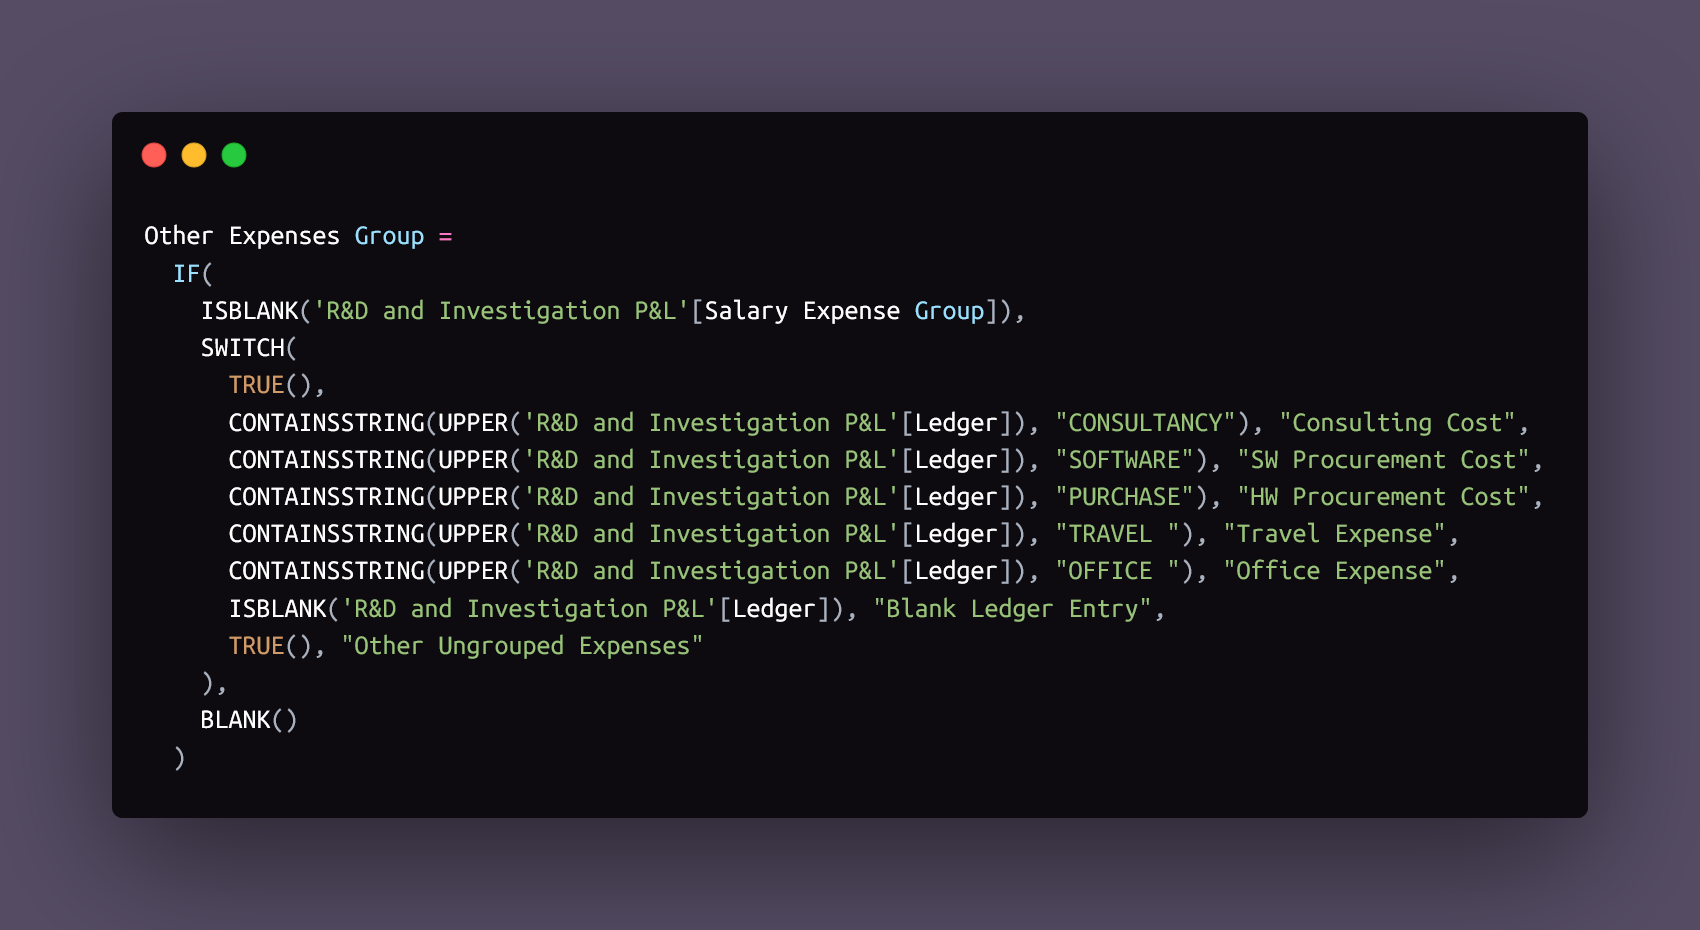 Other Expenses Group =
  IF(
    ISBLANK('R&D and Investigation P&L'[Salary Expense Group]),
    SWITCH(
      TRUE(),
      CONTAINSSTRING(UPPER('R&D and Investigation P&L'[Ledger]), "CONSULTANCY"), "Consulting Cost",
      CONTAINSSTRING(UPPER('R&D and Investigation P&L'[Ledger]), "SOFTWARE"), "SW Procurement Cost",
      CONTAINSSTRING(UPPER('R&D and Investigation P&L'[Ledger]), "PURCHASE"), "HW Procurement Cost",
      CONTAINSSTRING(UPPER('R&D and Investigation P&L'[Ledger]), "TRAVEL "), "Travel Expense",
      CONTAINSSTRING(UPPER('R&D and Investigation P&L'[Ledger]), "OFFICE "), "Office Expense",
      ISBLANK('R&D and Investigation P&L'[Ledger]), "Blank Ledger Entry",
      TRUE(), "Other Ungrouped Expenses"
    ),
    BLANK()
  )